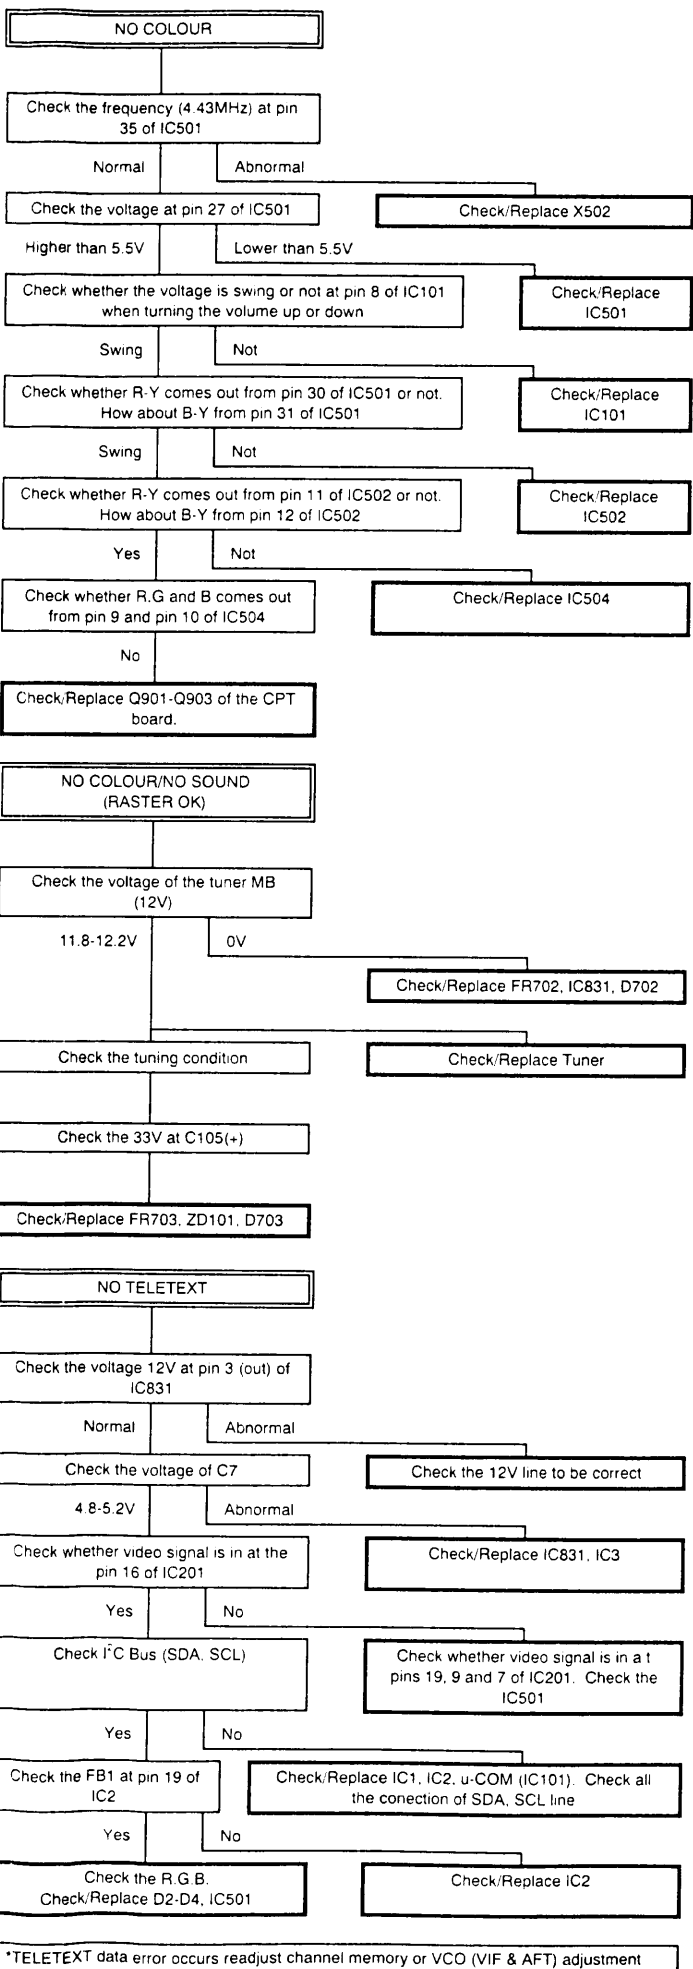 NO COLOUR
Check the frequency (4.43MHz) at pin
35 of IC501
Normal
Abnormal
Check the voltage at pin 27 of IC501
Check/Replace X502
Higher than 5.5V
Lower than 5.5V
Check whether the voltage is swing or not at pin 8 of IC101
when turning the volume up or down
Check/Replace
IC501
Swing
Not
Check whether R-Y comes out from pin 30 of IC501 or not.
How about B-Y from pin 31 of IC501
Check/Replace
IC101
Swing
Not
Check whether R-Y comes out from pin 11 of IC502 or not.
How about B-Y from pin 12 of IC502
Check/Replace
IC502
Yes
Not
Check whether R.G and B comes out
from pin 9 and pin 10 of IC504
Check/Replace IC504
No
Check/Replace Q901-Q903 of the CPT
board.
NO COLOUR/NO SOUND
(RASTER OK)
Check the voltage of the tuner MB
(12V)
11.8-12.2V
0V
Check/Replace FR702, IC831, D702
Check the tuning condition
Check/Replace Tuner
Check the 33V at C105(+)
Check/Replace FR703, ZD101, D703
NO TELETEXT
Check the voltage 12V at pin 3 (out) of
IC831
Normal
Abnormal
Check the voltage of C7
Check the 12V line to be correct
4.8-5.2V
Abnormal
Check whether video signal is in at the
pin 16 of IC201
Check/Replace IC831, IC3
Yes
No
Check I²C Bus (SDA, SCL)
Check whether video signal is in a t
pins 19, 9 and 7 of IC201. Check the
IC501
Yes
No
Check the FB1 at pin 19 of
IC2
Check/Replace IC1, IC2, u-COM (IC101). Check all
the conection of SDA, SCL line
Yes
No
Check the R.G.B.
Check/Replace D2-D4, IC501
Check/Replace IC2
*TELETEXT data error occurs readjust channel memory or VCO (VIF & AFT) adjustment